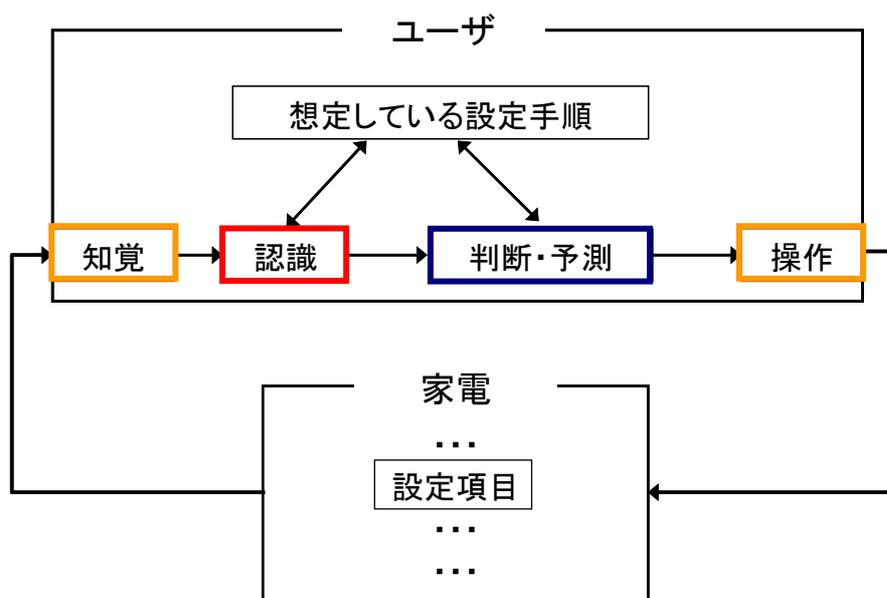 ユーザ
想定している設定手順
知覚
認識
判断・予測
操作
家電
…
設定項目
…
…